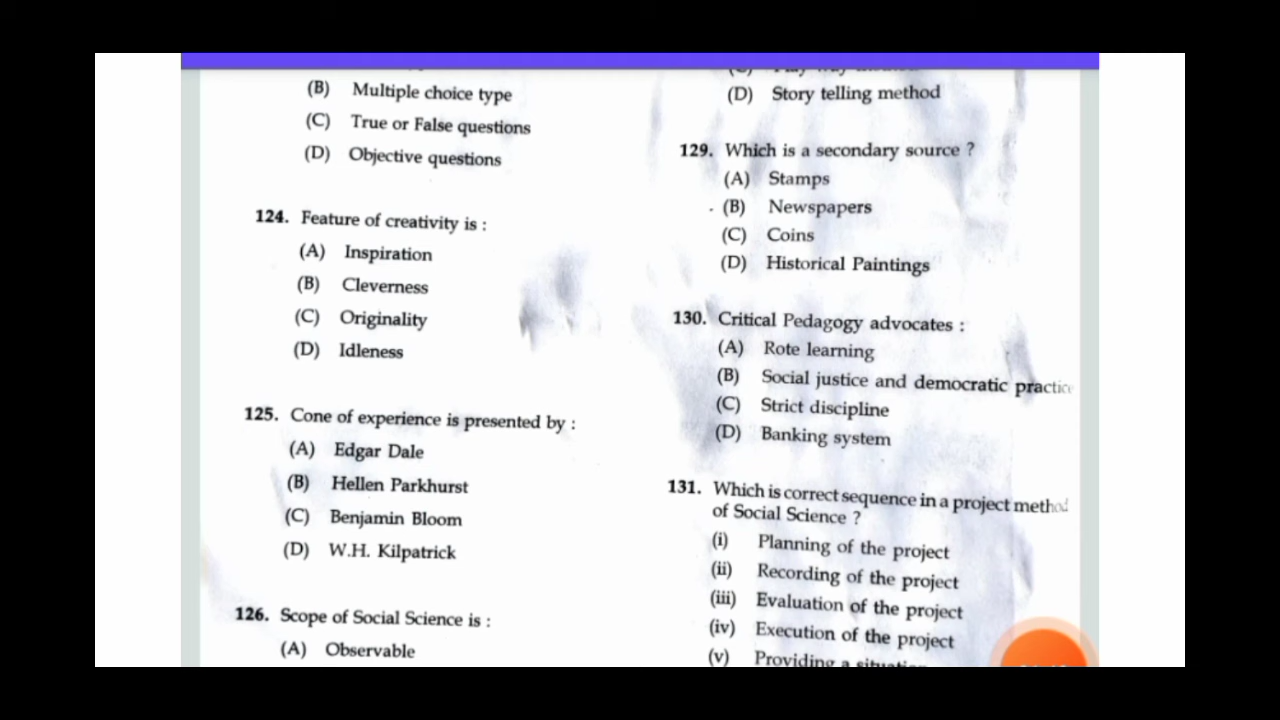 (B) Multiple choice type
(C) True or False questions
(D) Objective questions
124. Feature of creativity is :
(A) Inspiration
(B) Cleverness
(C) Originality
(D) Idleness
125. Cone of experience is presented by :
(A) Edgar Dale
(B) Hellen Parkhurst
(C) Benjamin Bloom
(D) W.H. Kilpatrick
126. Scope of Social Science is :
(A) Observable
(D) Story telling method
129. Which is a secondary source ?
(A) Stamps
(B) Newspapers
(C) Coins
(D) Historical Paintings
130. Critical Pedagogy advocates :
(A) Rote learning
(B) Social justice and democratic practice
(C) Strict discipline
(D) Banking system
131. Which is correct sequence in a project method
of Social Science ?
(i) Planning of the project
(ii) Recording of the project
(iii) Evaluation of the project
(iv) Execution of the project
(v) Providing a